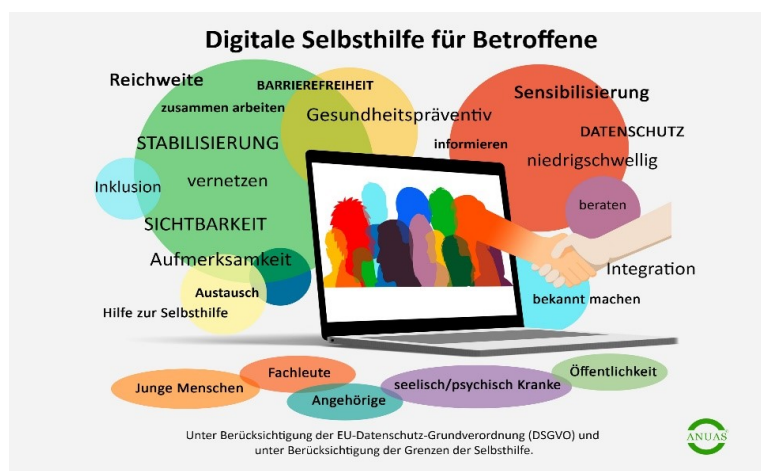 Digitale Selbsthilfe für Betroffene
Reichweite
BARRIEREFREIHEIT
zusammen arbeiten
Gesundheitspräventiv
STABILISIERUNG
Inklusion
vernetzen
SICHTBARKEIT
Aufmerksamkeit
Austausch
Hilfe zur Selbsthilfe
Sensibilisierung
DATENSCHUTZ
informieren
niedrigschwellig
beraten
Integration
bekannt machen
Junge Menschen
Fachleute
Angehörige
seelisch/psychisch Kranke
Öffentlichkeit
Unter Berücksichtigung der EU-Datenschutz-Grundverordnung (DSGVO) und
unter Berücksichtigung der Grenzen der Selbsthilfe.
ANUAS